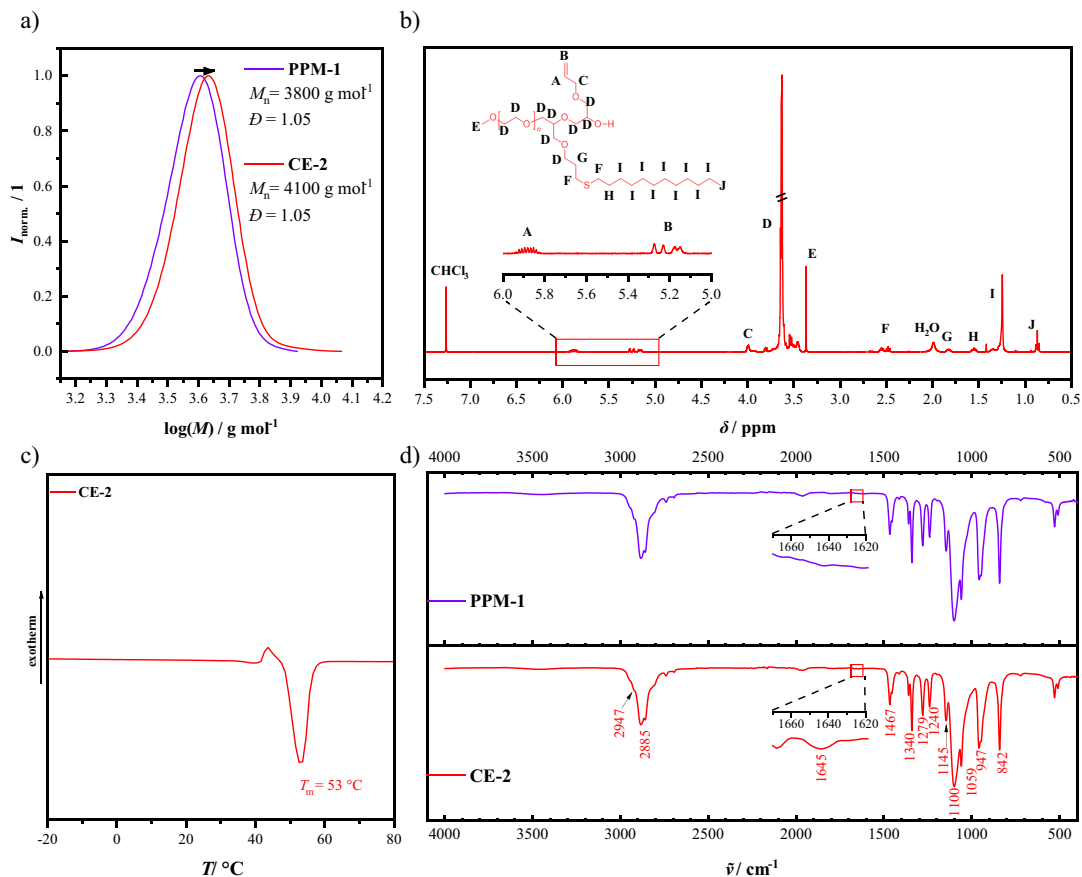 a)
PPM-1
Mn= 3800 g mol-1
Đ = 1.05
CE-2
Mn= 4100 g mol-1
Đ = 1.05
Inorm. / 1
1.0
0.8
0.6
0.4
0.2
0.0
3.2 3.3 3.4 3.5 3.6 3.7 3.8 3.9 4.0 4.1 4.2
log(M) / g mol-1
b)
B
A C
O
D
D D D D O-H
E O O n O D
D D
O
D G F I I I I I
F S H I I I I J
A B
6.0 5.8 5.6 5.4 5.2 5.0
CHCl3
D
E
C
F
H2O
G
H
I
J
7.5 7.0 6.5 6.0 5.5 5.0 4.5 4.0 3.5 3.0 2.5 2.0 1.5 1.0 0.5
δ / ppm
c)
CE-2
exotherm
Tm = 53 °C
-20 0 20 40 60 80
T/ °C
d)
4000 3500 3000 2500 2000 1500 1000 500
1660 1640 1620
PPM-1
1660 1640 1620
2947
2885
1645
1467
1340
1279
1240
1145
1100
1059
947
842
CE-2
4000 3500 3000 2500 2000 1500 1000 500
ṽ / cm-1